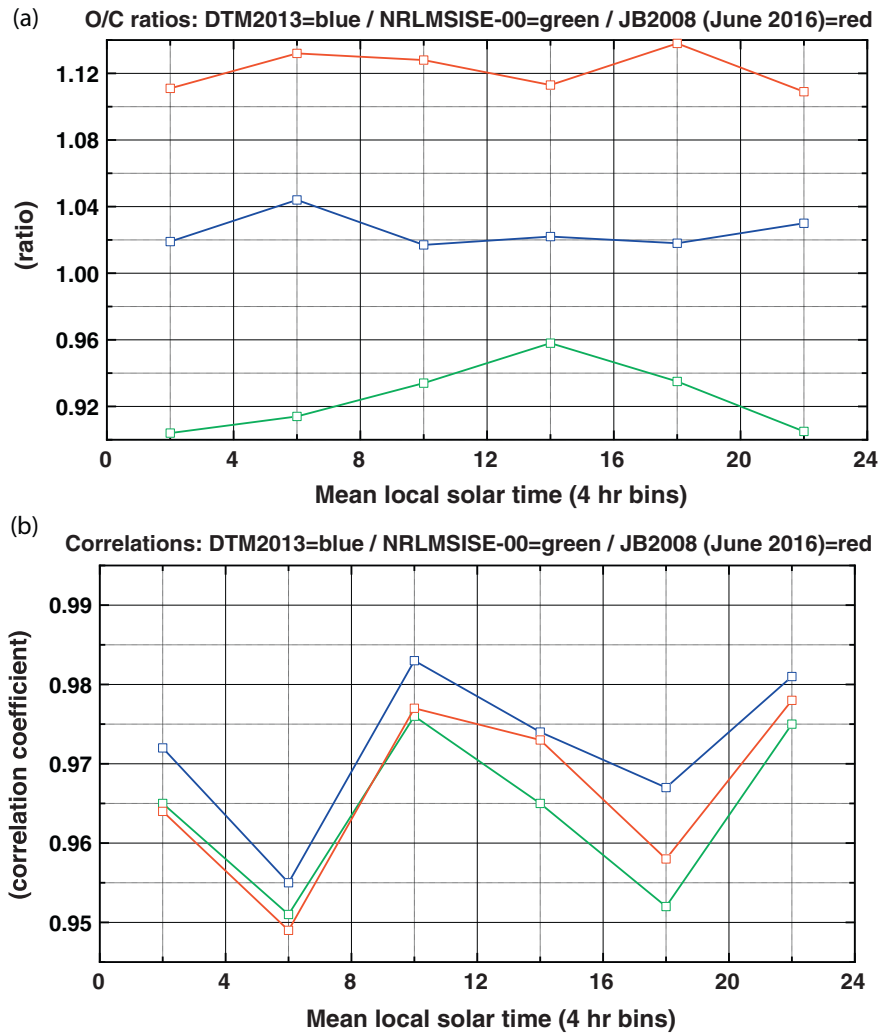 (a)
O/C ratios: DTM2013=blue / NRLMSISE-00=green / JB2008 (June 2016)=red
1.12
1.08
1.04
1.00
0.96
0.92
(ratio)
0 4 8 12 16 20 24
Mean local solar time (4 hr bins)
(b)
Correlations: DTM2013=blue / NRLMSISE-00=green / JB2008 (June 2016)=red
0.99
0.98
0.97
0.96
0.95
(correlation coefficient)
0 4 8 12 16 20 24
Mean local solar time (4 hr bins)